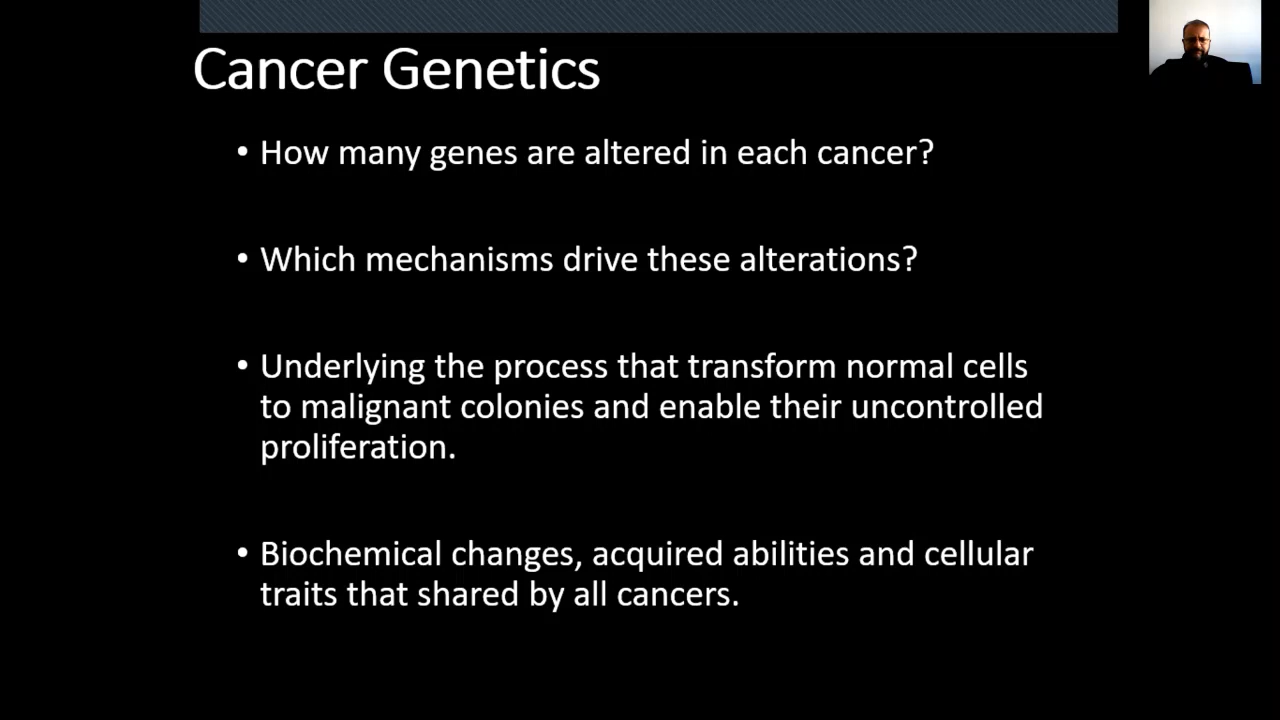 Cancer Genetics
• How many genes are altered in each cancer?
• Which mechanisms drive these alterations?
• Underlying the process that transform normal cells
to malignant colonies and enable their uncontrolled
proliferation.
• Biochemical changes, acquired abilities and cellular
traits that shared by all cancers.